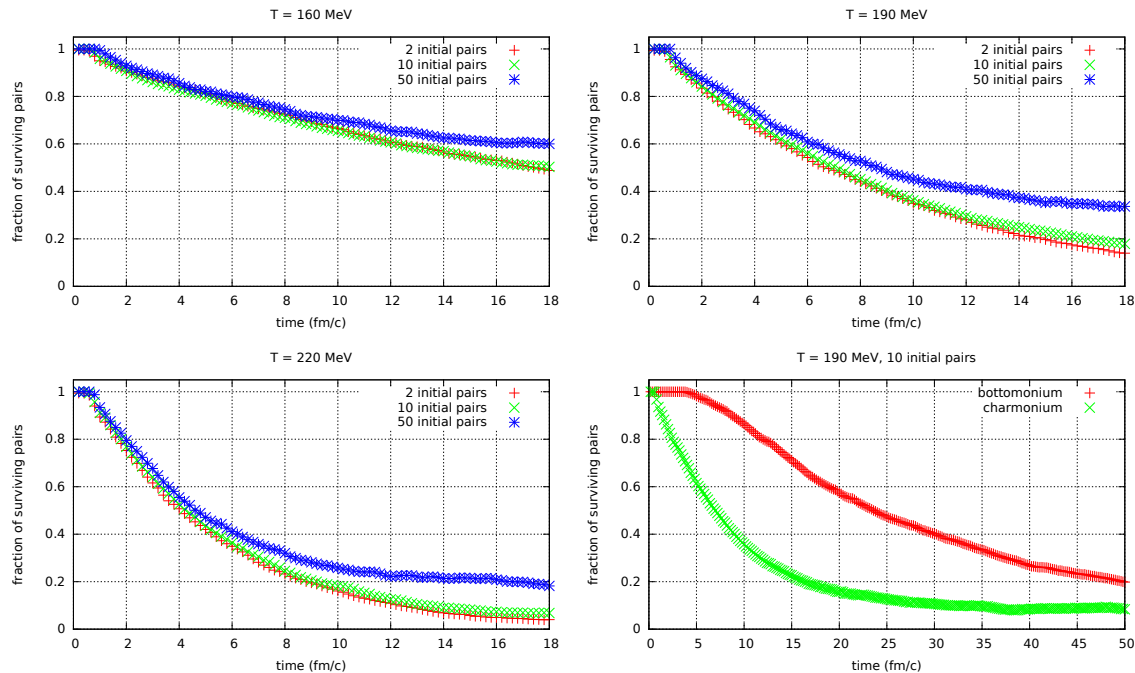 T = 160 MeV
fraction of surviving pairs
1
0.8
0.6
0.4
0.2
0
2 initial pairs
10 initial pairs
50 initial pairs
0 2 4 6 8 10 12 14 16 18
time (fm/c)
T = 190 MeV
fraction of surviving pairs
1
0.8
0.6
0.4
0.2
0
2 initial pairs
10 initial pairs
50 initial pairs
0 2 4 6 8 10 12 14 16 18
time (fm/c)
T = 220 MeV
fraction of surviving pairs
1
0.8
0.6
0.4
0.2
0
2 initial pairs
10 initial pairs
50 initial pairs
0 2 4 6 8 10 12 14 16 18
time (fm/c)
T = 190 MeV, 10 initial pairs
fraction of surviving pairs
1
0.8
0.6
0.4
0.2
0
bottomonium
charmonium
0 5 10 15 20 25 30 35 40 45 50
time (fm/c)